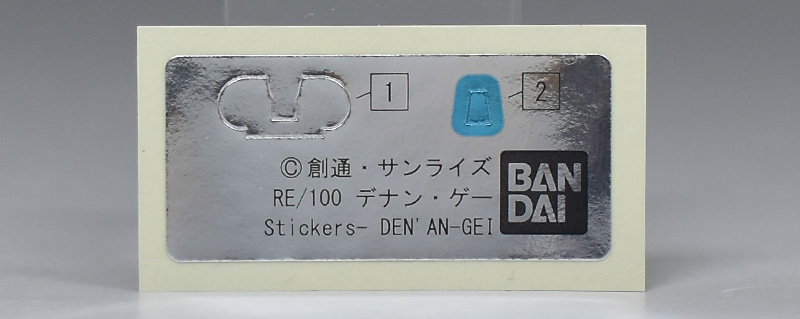 1
2
©創通・サンライズ
RE/100 デナン・ゲー
Stickers- DEN'AN-GEI
BAN
DAI